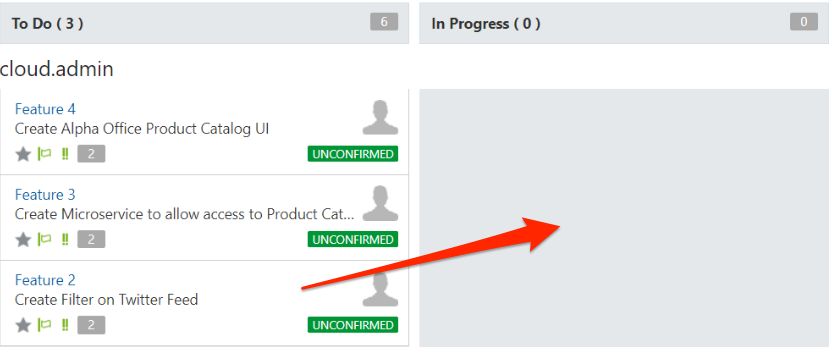 To Do ( 3 )
6
In Progress ( 0 )
0
cloud.admin
Feature 4
Create Alpha Office Product Catalog UI
2
UNCONFIRMED
Feature 3
Create Microservice to allow access to Product Cat...
2
UNCONFIRMED
Feature 2
Create Filter on Twitter Feed
2
UNCONFIRMED